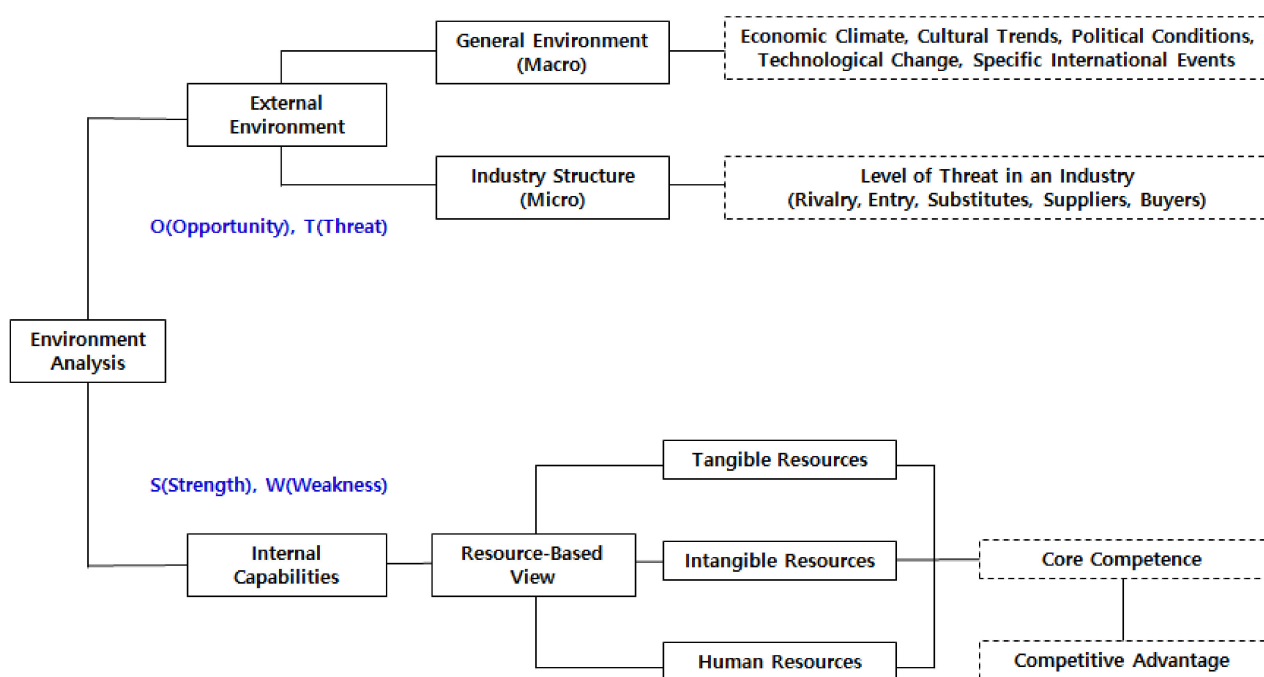 General Environment
(Macro)
Economic Climate, Cultural Trends, Political Conditions,
Technological Change, Specific International Events
External
Environment
Industry Structure
(Micro)
Level of Threat in an Industry
(Rivalry, Entry, Substitutes, Suppliers, Buyers)
O(Opportunity), T(Threat)
Environment
Analysis
S(Strength), W(Weakness)
Internal
Capabilities
Resource-Based
View
Tangible Resources
Intangible Resources
Human Resources
Core Competence
Competitive Advantage